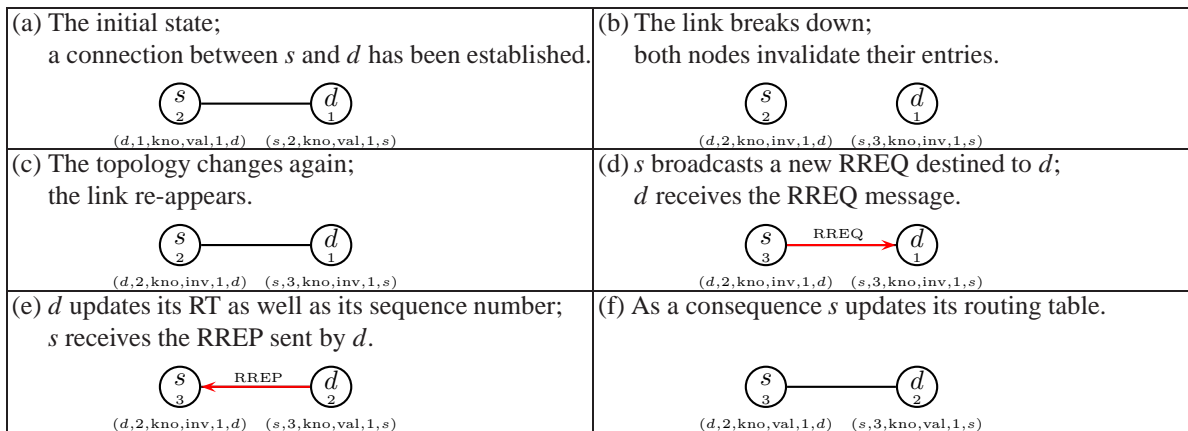 (a) The initial state;
a connection between s and d has been established.
s
2
d
1
(d,1,kno,val,1,d) (s,2,kno,val,1,s)
(b) The link breaks down;
both nodes invalidate their entries.
s
2
d
1
(d,2,kno,inv,1,d) (s,3,kno,inv,1,s)
(c) The topology changes again;
the link re-appears.
s
2
d
1
(d,2,kno,inv,1,d) (s,3,kno,inv,1,s)
(d) s broadcasts a new RREQ destined to d;
d receives the RREQ message.
s
3
RREQ
d
1
(d,2,kno,inv,1,d) (s,3,kno,inv,1,s)
(e) d updates its RT as well as its sequence number;
s receives the RREP sent by d.
s
3
RREP
d
2
(d,2,kno,inv,1,d) (s,3,kno,val,1,s)
(f) As a consequence s updates its routing table.
s
3
d
2
(d,2,kno,val,1,d) (s,3,kno,val,1,s)